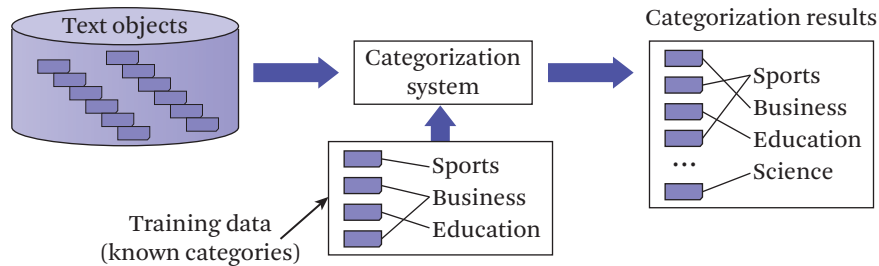 Text objects
Categorization
system
Categorization results
Sports
Business
Education
...
Science
Sports
Business
Education
Training data
(known categories)